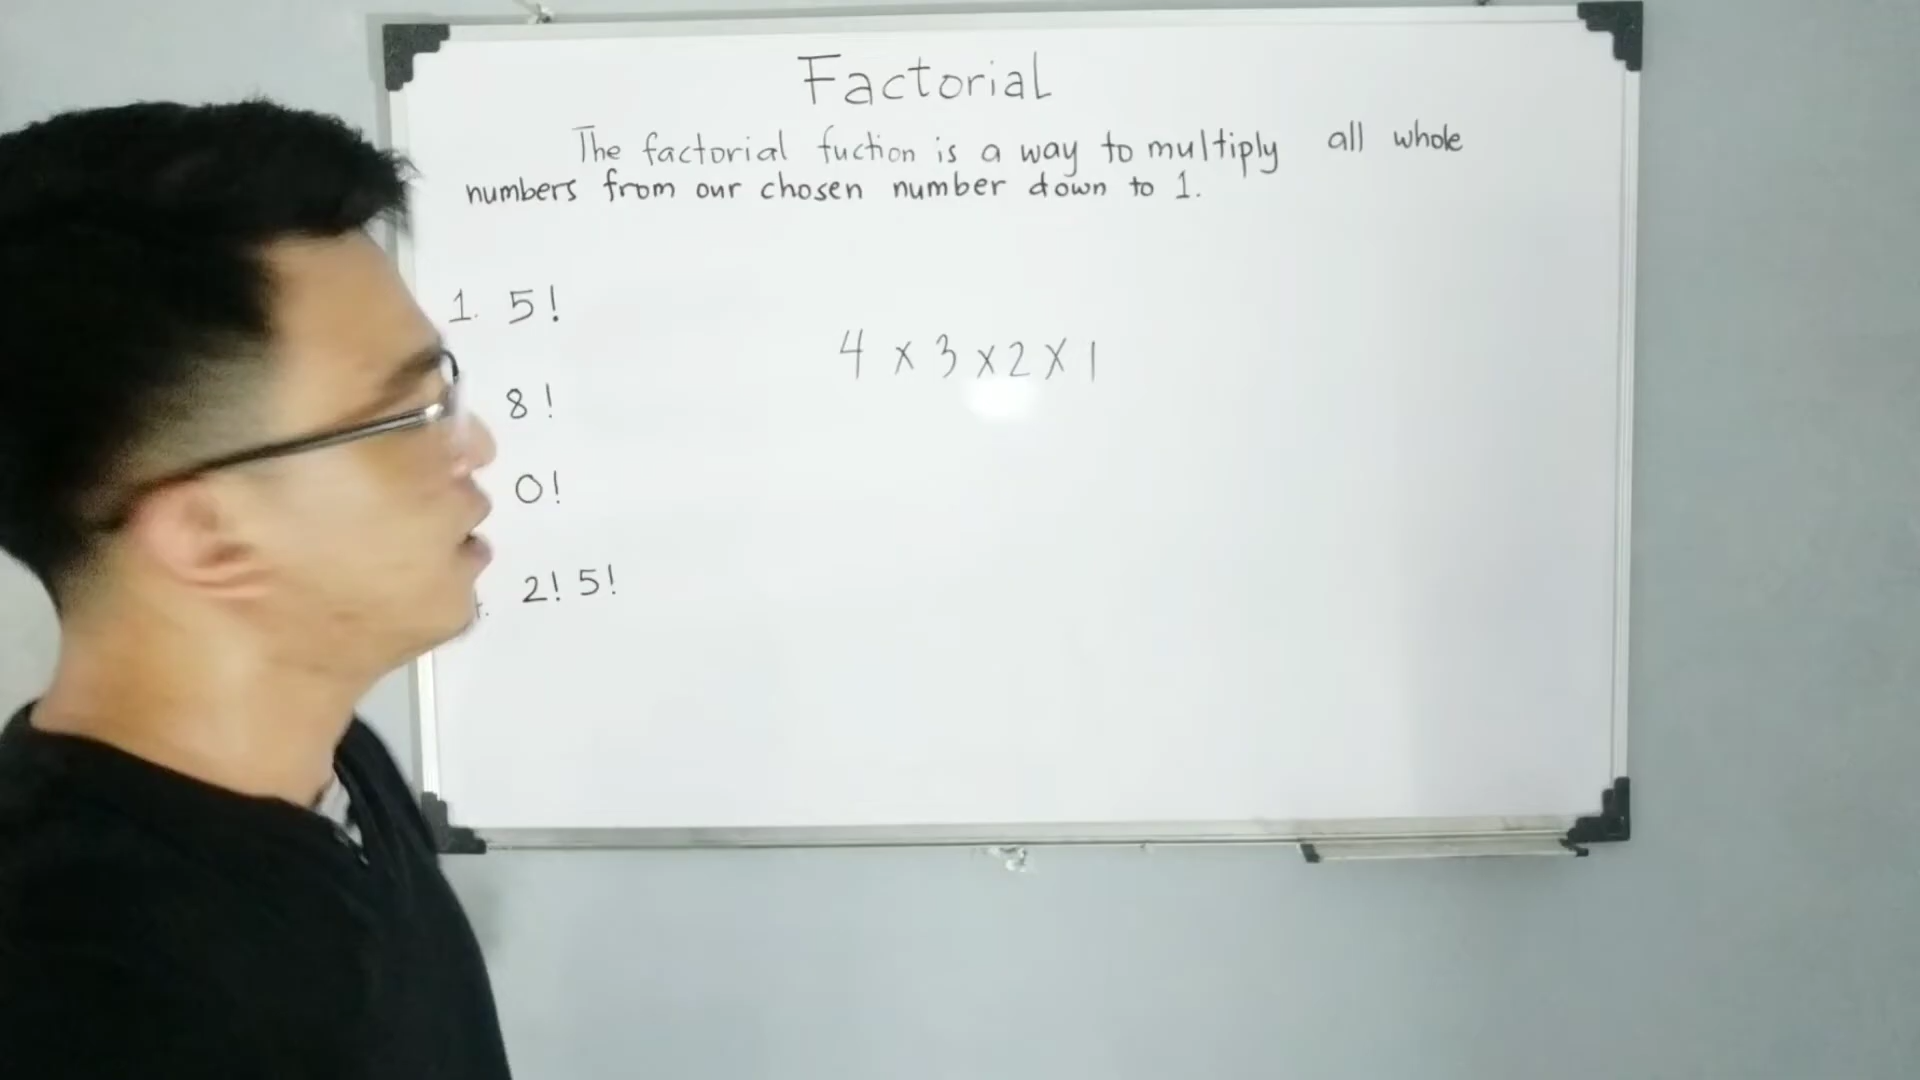 Factorial
The factorial fuction is a way to multiply all whole
numbers from our chosen number down to 1.
1. 5!
4 x 3 x 2 x 1
8!
0!
2! 5!